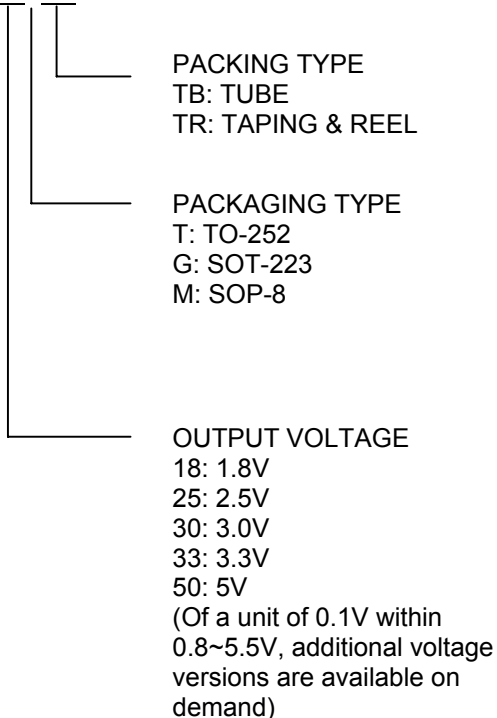 PACKING TYPE
TB: TUBE
TR: TAPING & REEL
PACKAGING TYPE
T: TO-252
G: SOT-223
M: SOP-8
OUTPUT VOLTAGE
18: 1.8V
25: 2.5V
30: 3.0V
33: 3.3V
50: 5V
(Of a unit of 0.1V within
0.8~5.5V, additional voltage
versions are available on
demand)